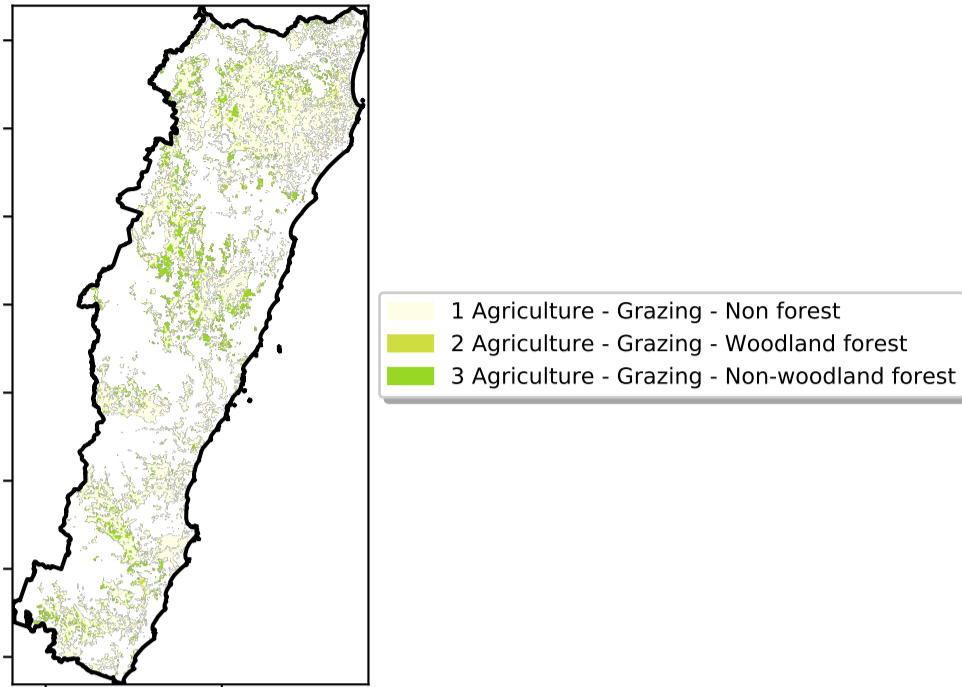 1 Agriculture - Grazing - Non forest
2 Agriculture - Grazing - Woodland forest
3 Agriculture - Grazing - Non-woodland forest